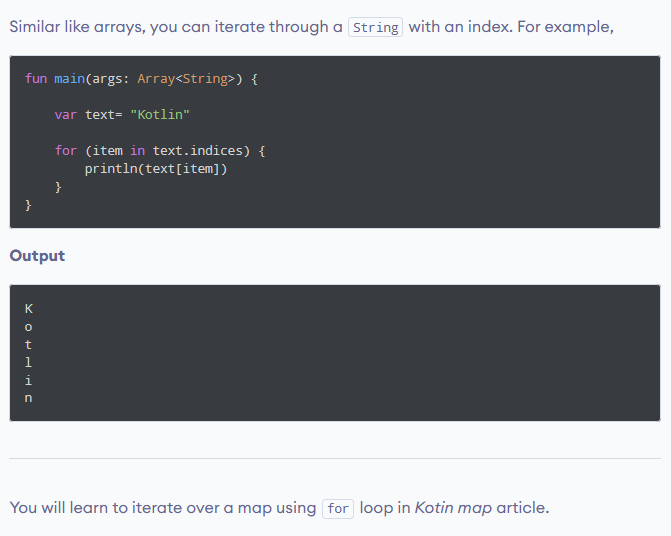 Similar like arrays, you can iterate through a String with an index. For example,
fun main(args: Array<String>) {
var text= "Kotlin"
for (item in text.indices) {
println(text[item])
}
}
Output
K
o
t
l
i
n
You will learn to iterate over a map using for loop in Kotin map article.